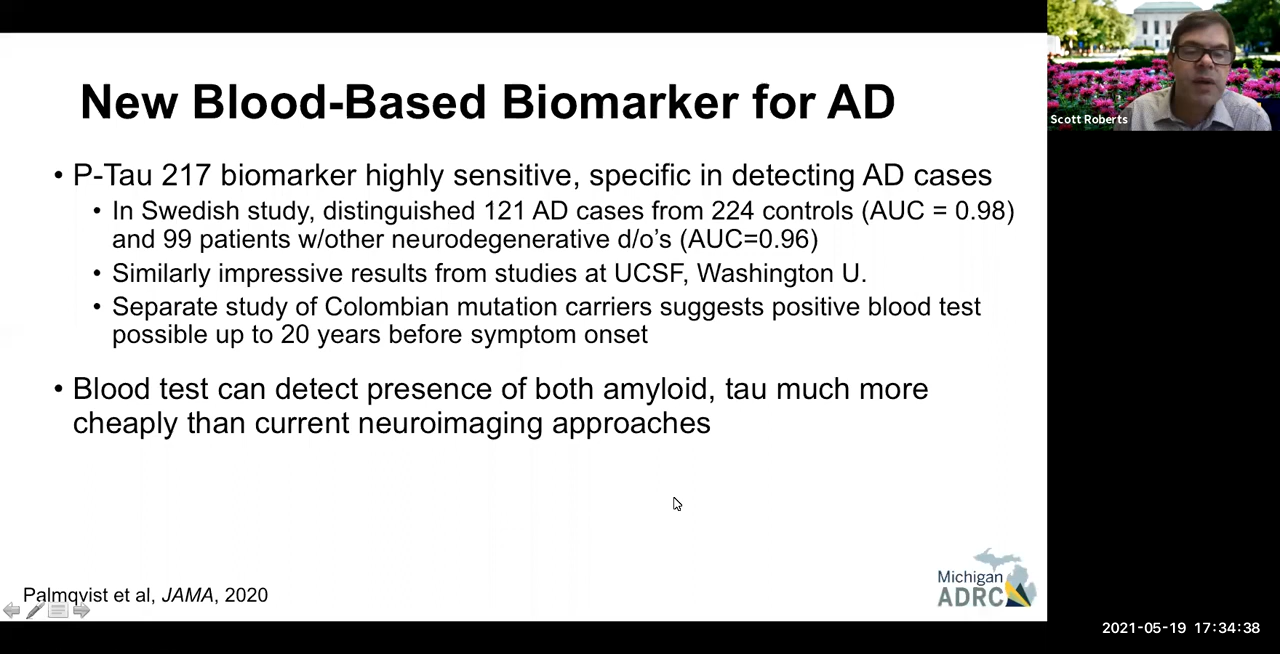 New Blood-Based Biomarker for AD
Scott Roberts
• P-Tau 217 biomarker highly sensitive, specific in detecting AD cases
• In Swedish study, distinguished 121 AD cases from 224 controls (AUC = 0.98)
and 99 patients w/other neurodegenerative d/o's (AUC=0.96)
• Similarly impressive results from studies at UCSF, Washington U.
• Separate study of Colombian mutation carriers suggests positive blood test
possible up to 20 years before symptom onset
• Blood test can detect presence of both amyloid, tau much more
cheaply than current neuroimaging approaches
Palmqvist et al, JAMA, 2020
Michigan
ADRC
2021-05-19 17:34:38